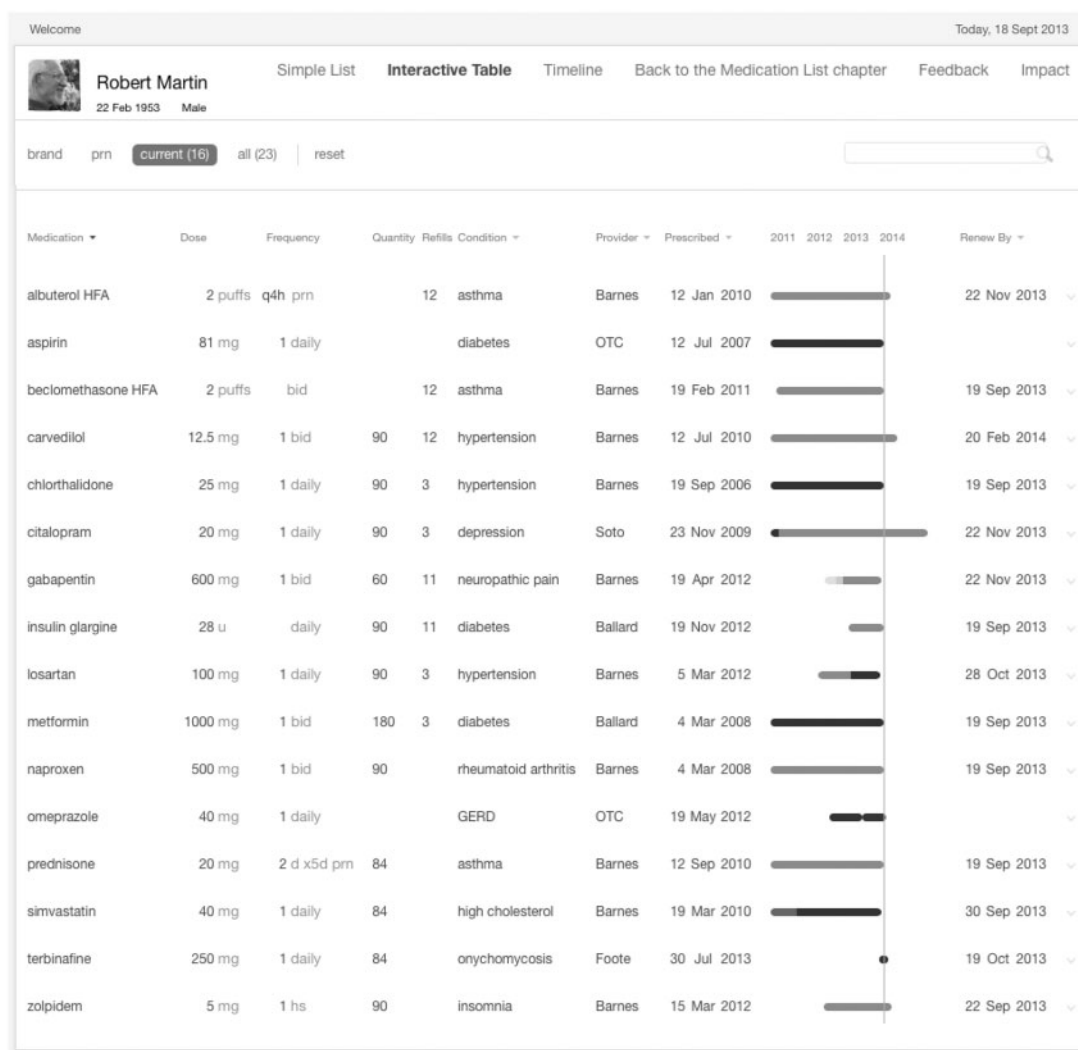 Welcome Today, 18 Sept 2013
Robert Martin
22 Feb 1953 Male
Simple List Interactive Table Timeline Back to the Medication List chapter Feedback Impact
brand prn current (16) all (23) reset
Medication Dose Frequency Quantity Refills Condition Provider Prescribed 2011 2012 2013 2014 Renew By
albuterol HFA 2 puffs q4h prn 12 asthma Barnes 12 Jan 2010 22 Nov 2013
aspirin 81 mg 1 daily diabetes OTC 12 Jul 2007
beclomethasone HFA 2 puffs bid 12 asthma Barnes 19 Feb 2011 19 Sep 2013
carvedilol 12.5 mg 1 bid 90 12 hypertension Barnes 12 Jul 2010 20 Feb 2014
chlorthalidone 25 mg 1 daily 90 3 hypertension Barnes 19 Sep 2006 19 Sep 2013
citalopram 20 mg 1 daily 90 3 depression Soto 23 Nov 2009 22 Nov 2013
gabapentin 600 mg 1 bid 60 11 neuropathic pain Barnes 19 Apr 2012 22 Nov 2013
insulin glargine 28 u daily 90 11 diabetes Ballard 19 Nov 2012 19 Sep 2013
losartan 100 mg 1 daily 90 3 hypertension Barnes 5 Mar 2012 28 Oct 2013
metformin 1000 mg 1 bid 180 3 diabetes Ballard 4 Mar 2008 19 Sep 2013
naproxen 500 mg 1 bid 90 rheumatoid arthritis Barnes 4 Mar 2008 19 Sep 2013
omeprazole 40 mg 1 daily GERD OTC 19 May 2012
prednisone 20 mg 2 d x5d prn 84 asthma Barnes 12 Sep 2010 19 Sep 2013
simvastatin 40 mg 1 daily 84 high cholesterol Barnes 19 Mar 2010 30 Sep 2013
terbinafine 250 mg 1 daily 84 onychomycosis Foote 30 Jul 2013 19 Oct 2013
zolpidem 5 mg 1 hs 90 insomnia Barnes 15 Mar 2012 22 Sep 2013